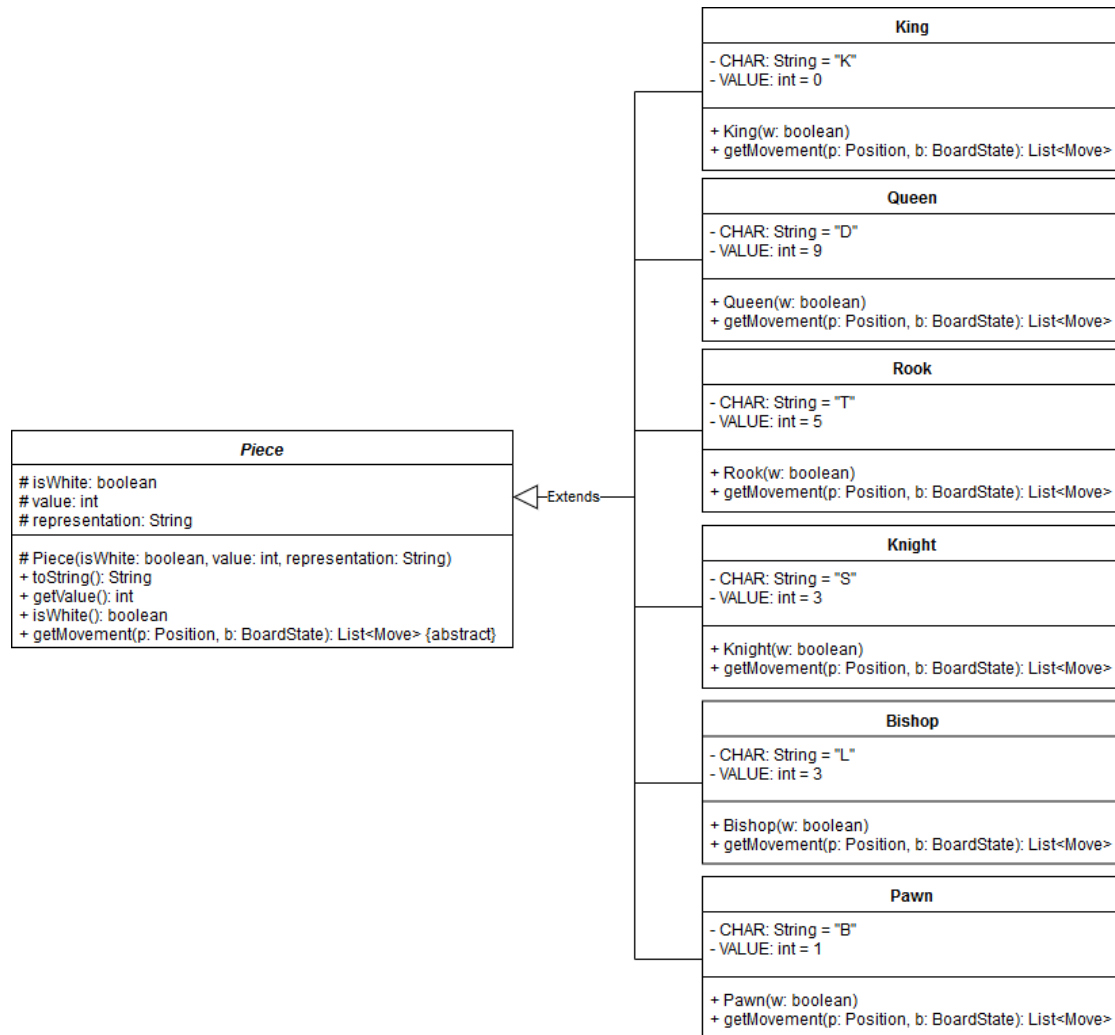 Piece
# isWhite: boolean
# value: int
# representation: String
# Piece(isWhite: boolean, value: int, representation: String)
+ toString(): String
+ getValue(): int
+ isWhite(): boolean
+ getMovement(p: Position, b: BoardState): List<Move> {abstract}
Extends
King
- CHAR: String = "K"
- VALUE: int = 0
+ King(w: boolean)
+ getMovement(p: Position, b: BoardState): List<Move>
Queen
- CHAR: String = "D"
- VALUE: int = 9
+ Queen(w: boolean)
+ getMovement(p: Position, b: BoardState): List<Move>
Rook
- CHAR: String = "T"
- VALUE: int = 5
+ Rook(w: boolean)
+ getMovement(p: Position, b: BoardState): List<Move>
Knight
- CHAR: String = "S"
- VALUE: int = 3
+ Knight(w: boolean)
+ getMovement(p: Position, b: BoardState): List<Move>
Bishop
- CHAR: String = "L"
- VALUE: int = 3
+ Bishop(w: boolean)
+ getMovement(p: Position, b: BoardState): List<Move>
Pawn
- CHAR: String = "B"
- VALUE: int = 1
+ Pawn(w: boolean)
+ getMovement(p: Position, b: BoardState): List<Move>